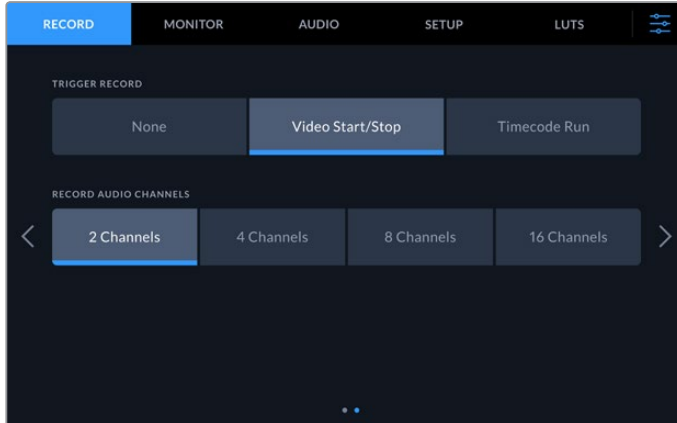 RECORD MONITOR AUDIO SETUP LUTS
TRIGGER RECORD
None Video Start/Stop Timecode Run
RECORD AUDIO CHANNELS
2 Channels 4 Channels 8 Channels 16 Channels